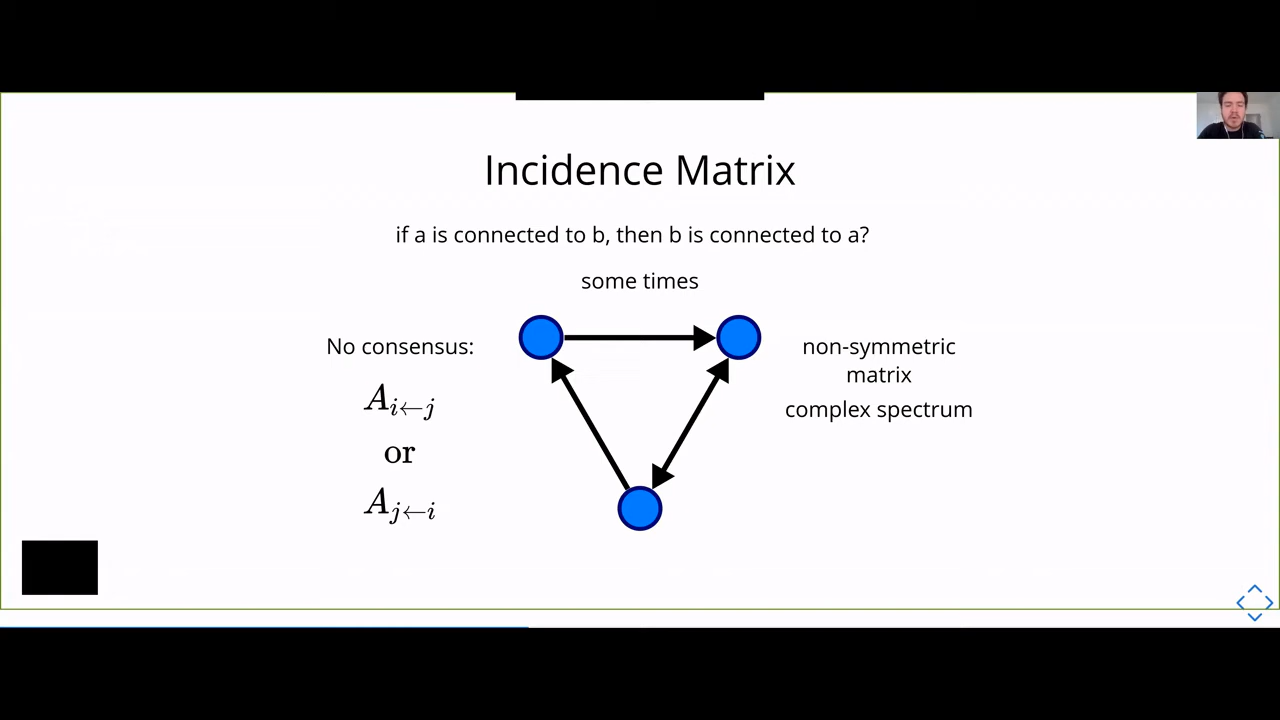 Incidence Matrix
if a is connected to b, then b is connected to a?
some times
No consensus:
A_{i←j}
or
A_{j←i}
non-symmetric
matrix
complex spectrum